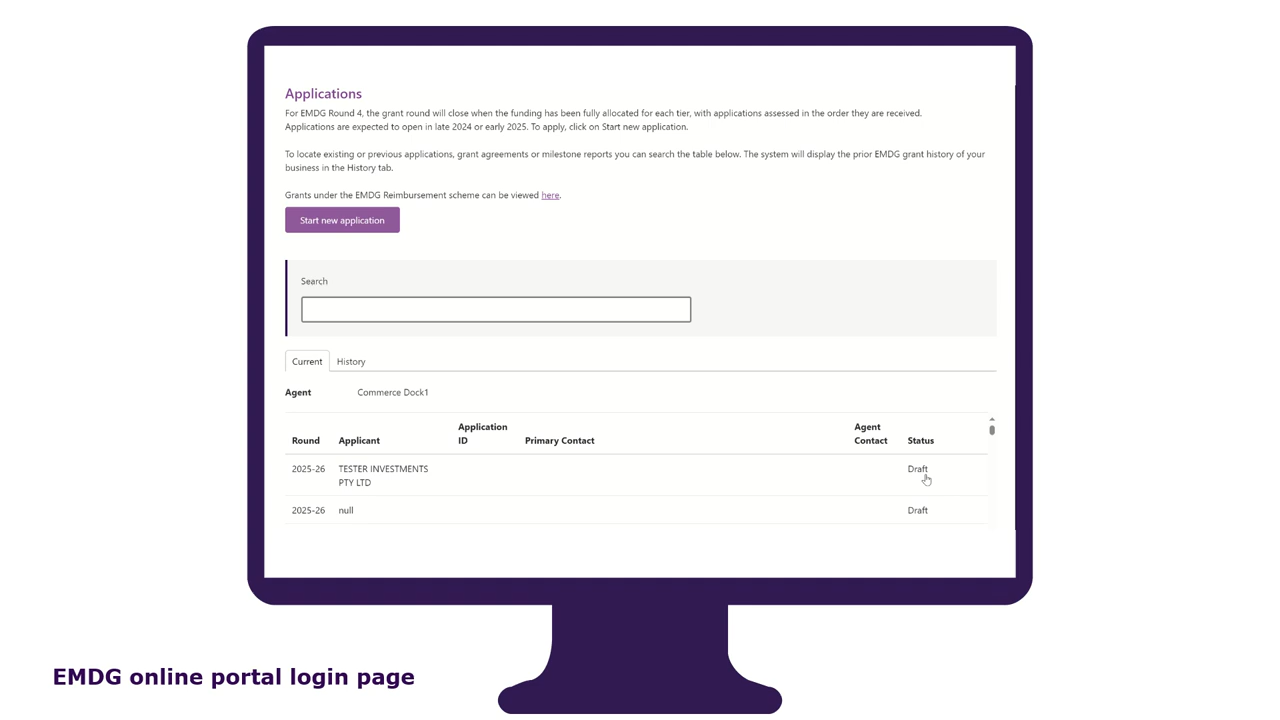 Applications
For EMDG Round 4, the grant round will close when the funding has been fully allocated for each tier, with applications assessed in the order they are received.
Applications are expected to open in late 2024 or early 2025. To apply, click on Start new application.
To locate existing or previous applications, grant agreements or milestone reports you can search the table below. The system will display the prior EMDG grant history of your
business in the History tab.
Grants under the EMDG Reimbursement scheme can be viewed here.
Start new application
Search
Current History
Agent Commerce Dock1
Round Applicant Application ID Primary Contact Agent Contact Status
2025-26 TESTER INVESTMENTS PTY LTD Draft
2025-26 null Draft
EMDG online portal login page